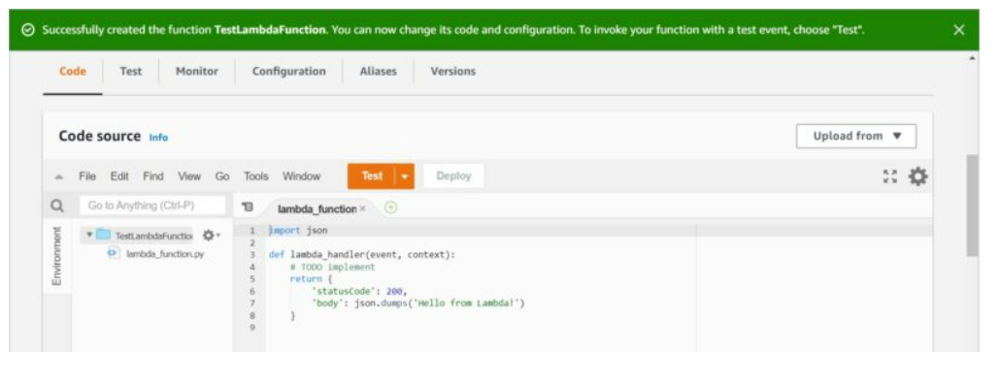 Successfully created the function TestLambdaFunction. You can now change its code and configuration. To invoke your function with a test event, choose "Test".
Code Test Monitor Configuration Aliases Versions
Code source Info
Upload from
File Edit Find View Go Tools Window Test Deploy
Go to Anything (Ctrl-P)
lambda_function
Environment
TestLambdaFunctio
lambda_function.py
1 import json
2
3 def lambda_handler(event, context):
4 # TODO implement
5 return {
6 'statusCode': 200,
7 'body': json.dumps('Hello from Lambda!')
8 }
9